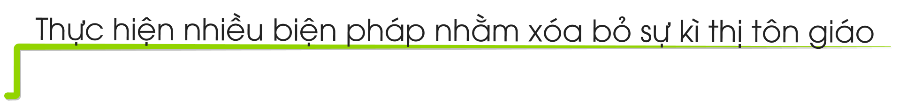 Thực hiện nhiều biện pháp nhằm xóa bỏ sự kì thị tôn giáo